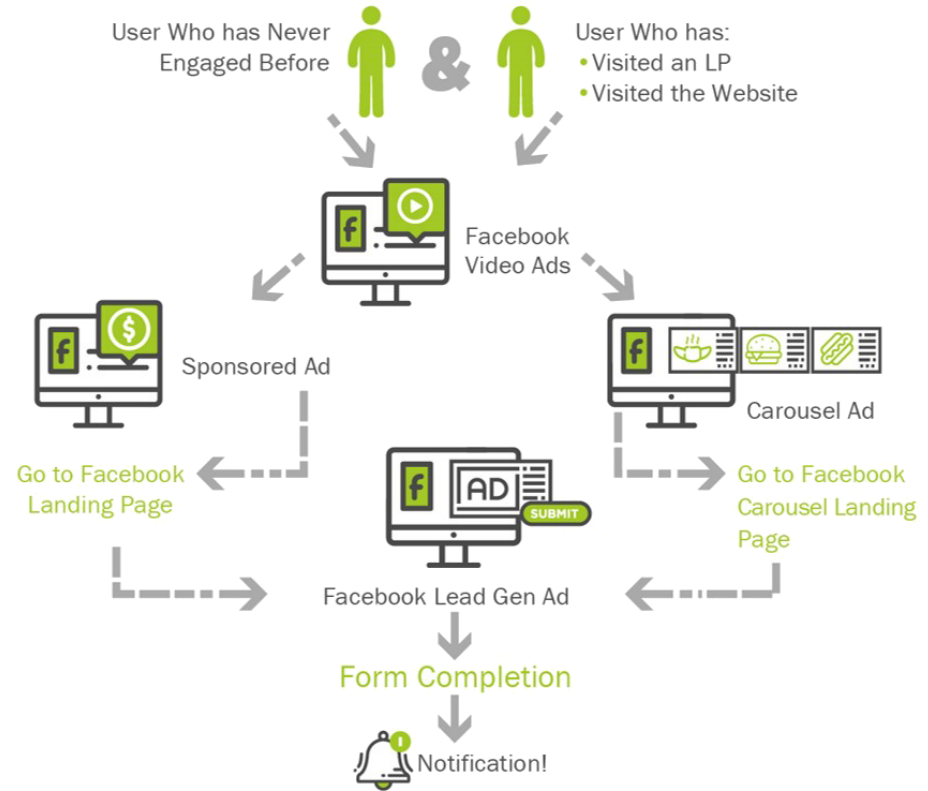 User Who has Never
Engaged Before
&
User Who has:
•Visited an LP
•Visited the Website
f
Facebook
Video Ads
f
$
Sponsored Ad
f
Carousel Ad
Go to Facebook
Landing Page
f
AD
SUBMIT
Go to Facebook
Carousel Landing
Page
Facebook Lead Gen Ad
Form Completion
Notification!